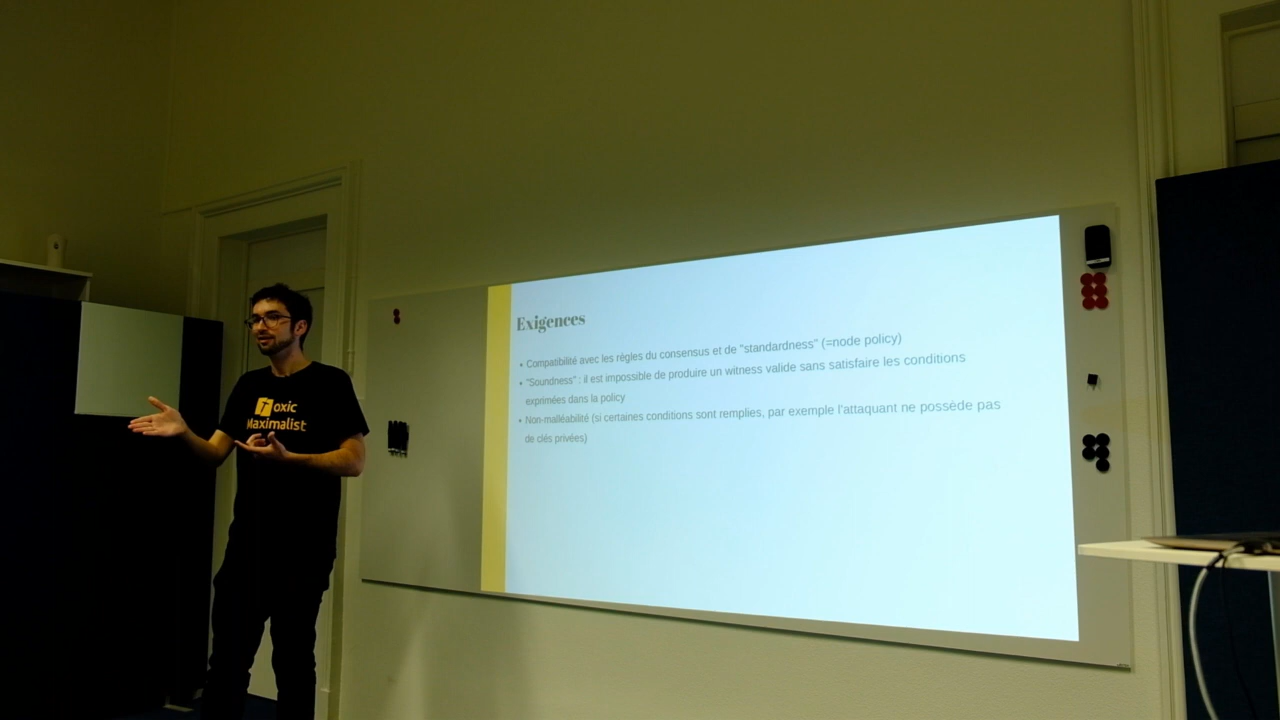 Toxic
Maximalist
Exigences
• Compatibilité avec les règles du consensus et de "standardness" (=node policy)
• "Soundness" : il est impossible de produire un witness valide sans satisfaire les conditions
exprimées dans la policy
• Non-malléabilité (si certaines conditions sont remplies, par exemple l'attaquant ne possède pas
de clés privées)